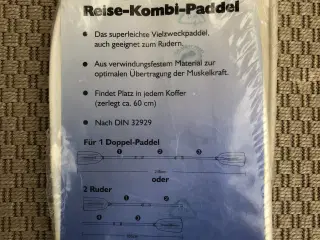 Reise-Kombi-Paddel
Das superleichte Vielzweckpaddel,
auch geeignet zum Rudern.
Aus verwindungsfestem Material zur
optimalen Übertragung der Muskelkraft.
Findet Platz in jedem Koffer
(zerlegt ca. 60 cm)
Nach DIN 32929
Für 1 Doppel-Paddel
oder
2 Ruder